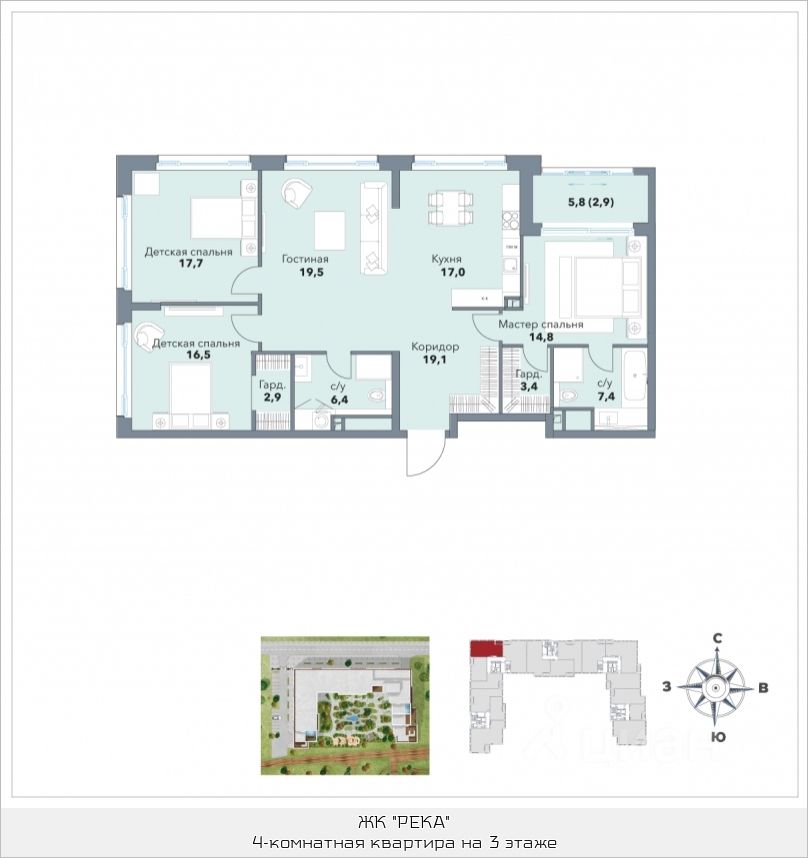 5,8 (2,9)
Детская спальня
17,7
Гостиная
19,5
Кухня
17,0
Мастер спальня
14,8
Детская спальня
16,5
Коридор
19,1
Гард.
2,9
с/у
6,4
Гард.
3,4
с/у
7,4
С
З
В
Ю
циан
ЖК "РЕКА"
4-комнатная квартира на 3 этаже